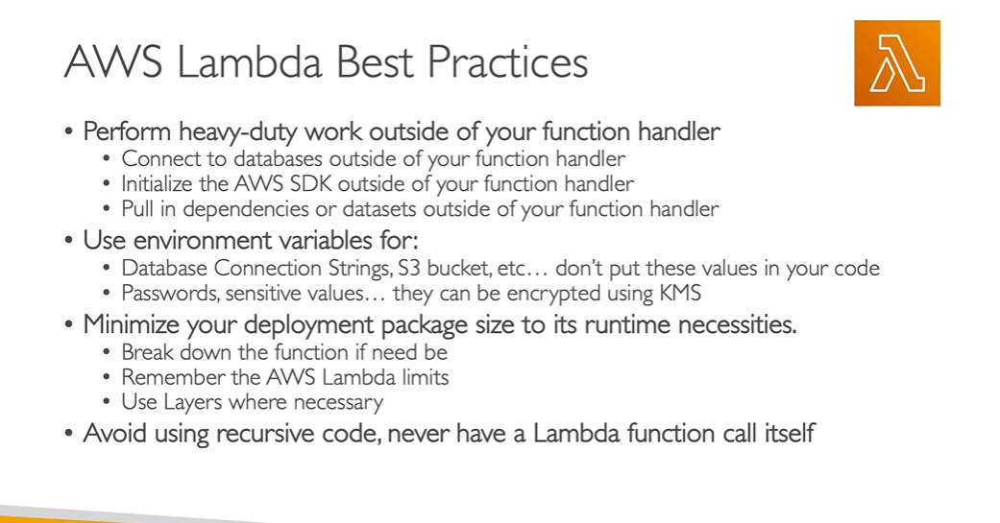 AWS Lambda Best Practices
• Perform heavy-duty work outside of your function handler
• Connect to databases outside of your function handler
• Initialize the AWS SDK outside of your function handler
• Pull in dependencies or datasets outside of your function handler
• Use environment variables for:
• Database Connection Strings, S3 bucket, etc… don’t put these values in your code
• Passwords, sensitive values… they can be encrypted using KMS
• Minimize your deployment package size to its runtime necessities.
• Break down the function if need be
• Remember the AWS Lambda limits
• Use Layers where necessary
• Avoid using recursive code, never have a Lambda function call itself